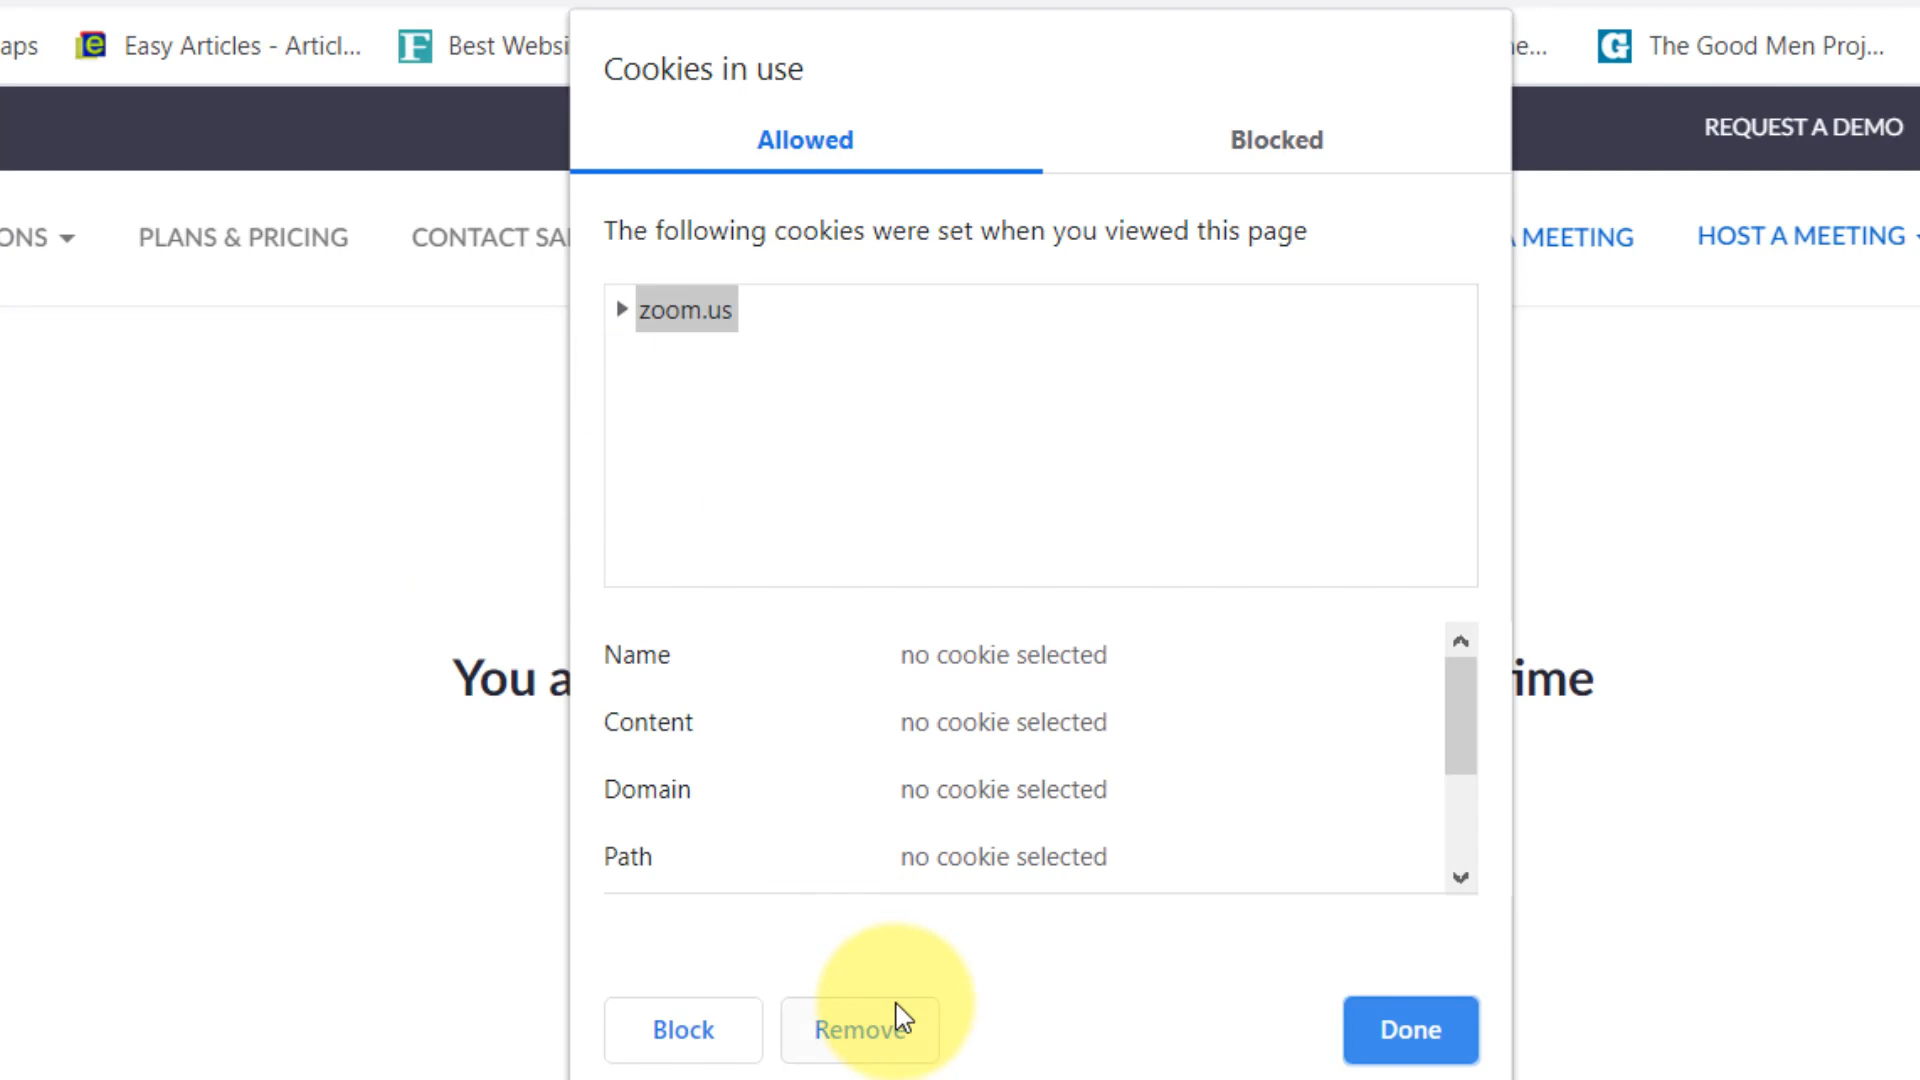 aps
Easy Articles - Articl...
Best Websi
Cookies in use
e...
The Good Men Proj...
Allowed
Blocked
REQUEST A DEMO
ONS
PLANS & PRICING
CONTACT SA
The following cookies were set when you viewed this page
MEETING
HOST A MEETING
zoom.us
Name no cookie selected
You a
ime
Content no cookie selected
Domain no cookie selected
Path no cookie selected
Block
Remove
Done